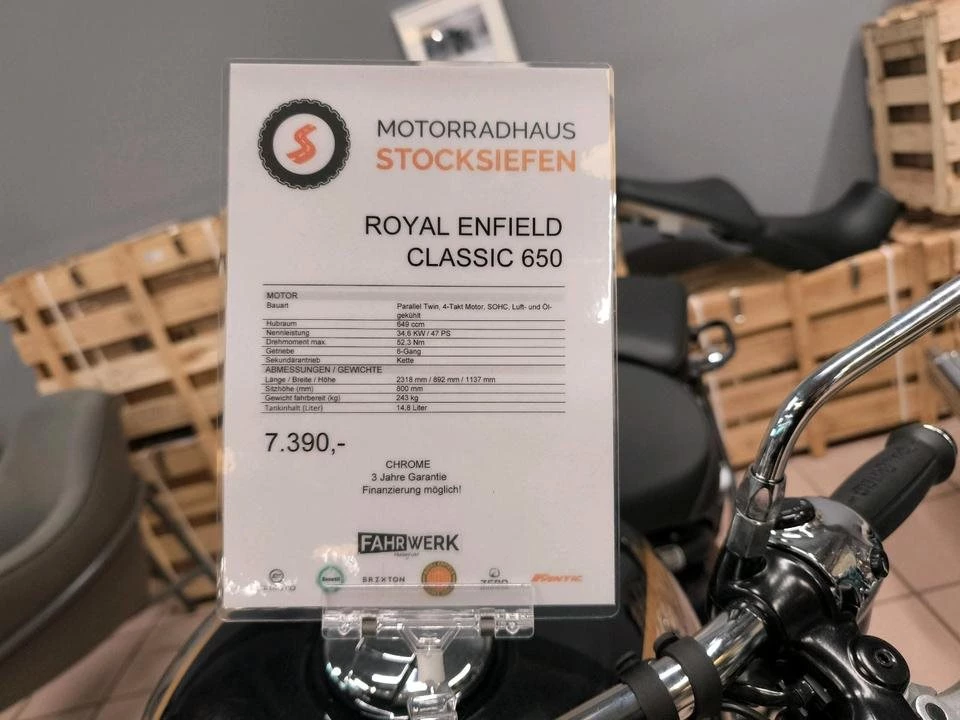 MOTORRADHAUS
STOCKSIEFEN
ROYAL ENFIELD
CLASSIC 650
MOTOR
Bauart Parallel Twin, 4-Takt Motor, SOHC, Luft- und Öl-
gekühlt
Hubraum 649 ccm
Nennleistung 34,6 KW / 47 PS
Drehmoment max. 52,3 Nm
Getriebe 6-Gang
Sekundärantrieb Kette
ABMESSUNGEN / GEWICHTE
Länge / Breite / Höhe 2318 mm / 892 mm / 1137 mm
Sitzhöhe (mm) 800 mm
Gewicht fahrbereit (kg) 243 kg
Tankinhalt (Liter) 14,8 Liter
7.390,-
CHROME
3 Jahre Garantie
Finanzierung möglich!
FAHRWERK
Benelli BRIXTON ZERO FANTIC